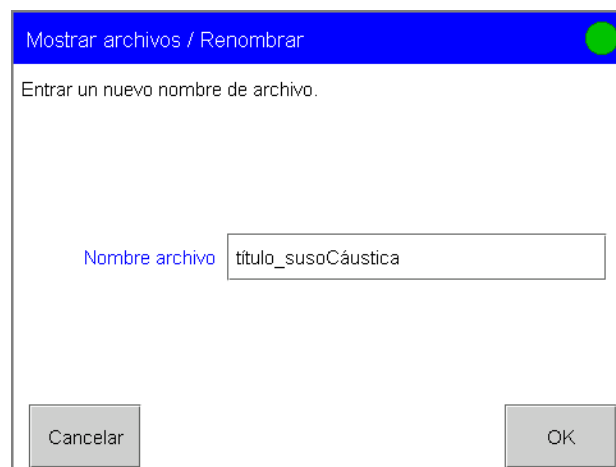 Mostrar archivos / Renombrar
Entrar un nuevo nombre de archivo.
Nombre archivo título_susoCáustica
Cancelar OK